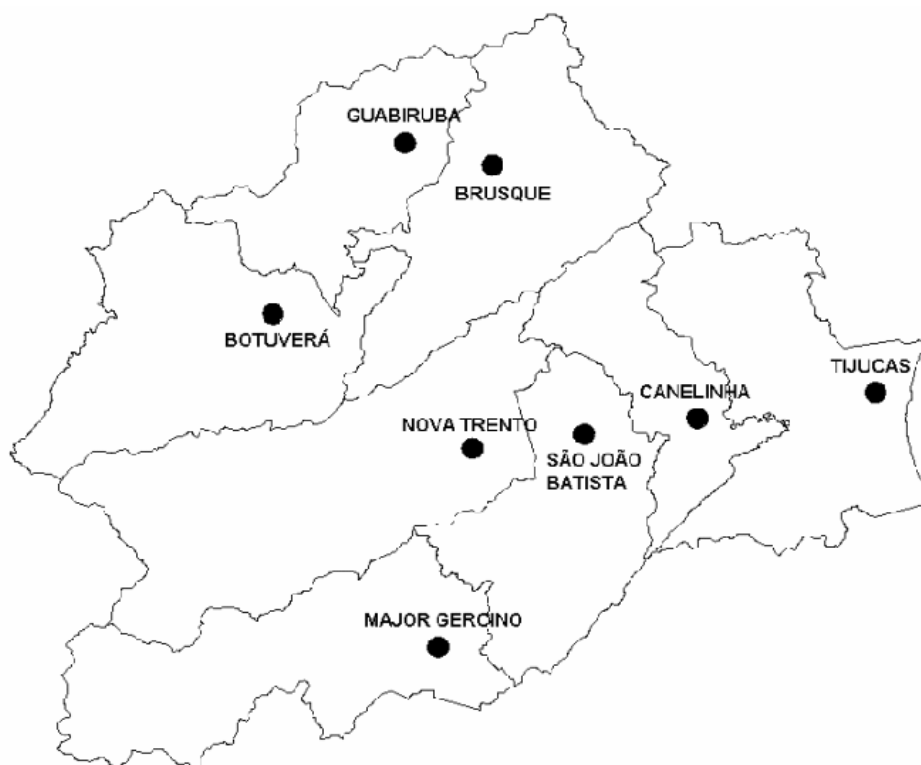 GUABIRUBA
BRUSQUE
BOTUVERÁ
TIJUCAS
CANELINHA
NOVA TRENTO
SÃO JOÃO
BATISTA
MAJOR GERCINO